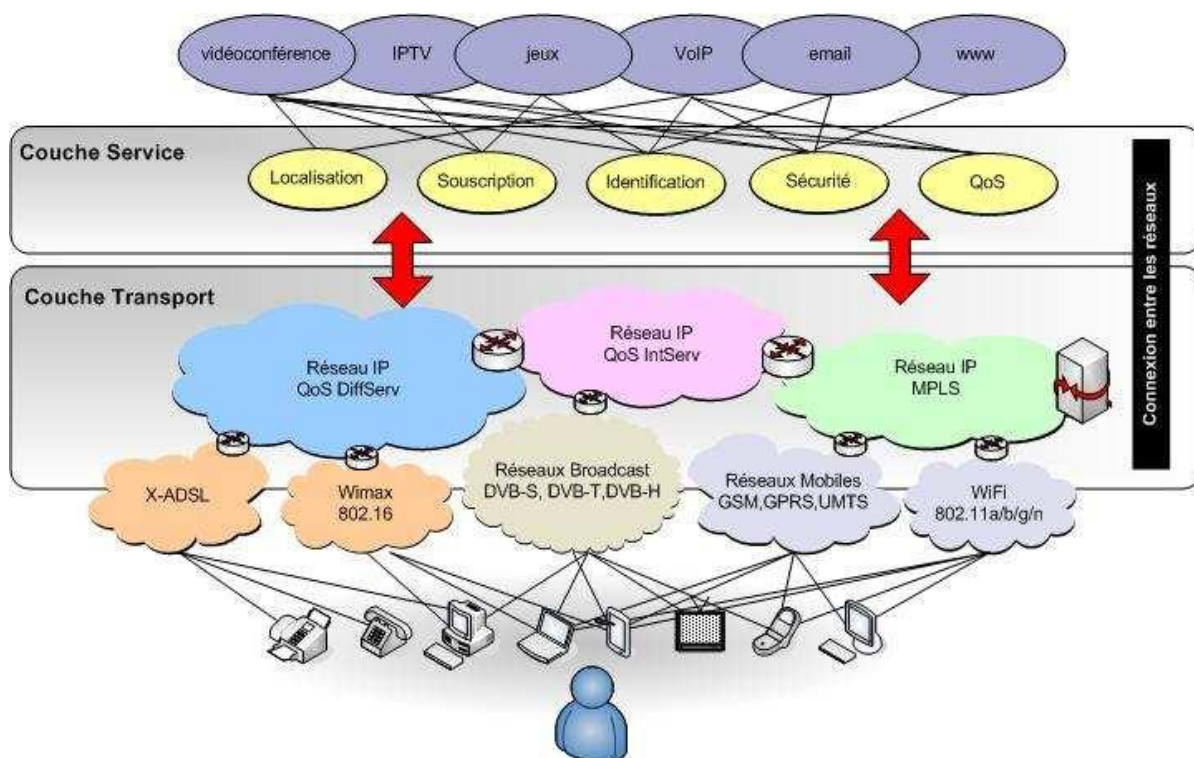 vidéoconférence
IPTV
jeux
VoIP
email
www
Couche Service
Localisation
Souscription
Identification
Sécurité
QoS
Connexion entre les réseaux
Couche Transport
Réseau IP
QoS DiffServ
Réseau IP
QoS IntServ
Réseau IP
MPLS
X-ADSL
Wimax
802.16
Réseaux Broadcast
DVB-S, DVB-T,DVB-H
Réseaux Mobiles
GSM,GPRS,UMTS
WiFi
802.11a/b/g/n